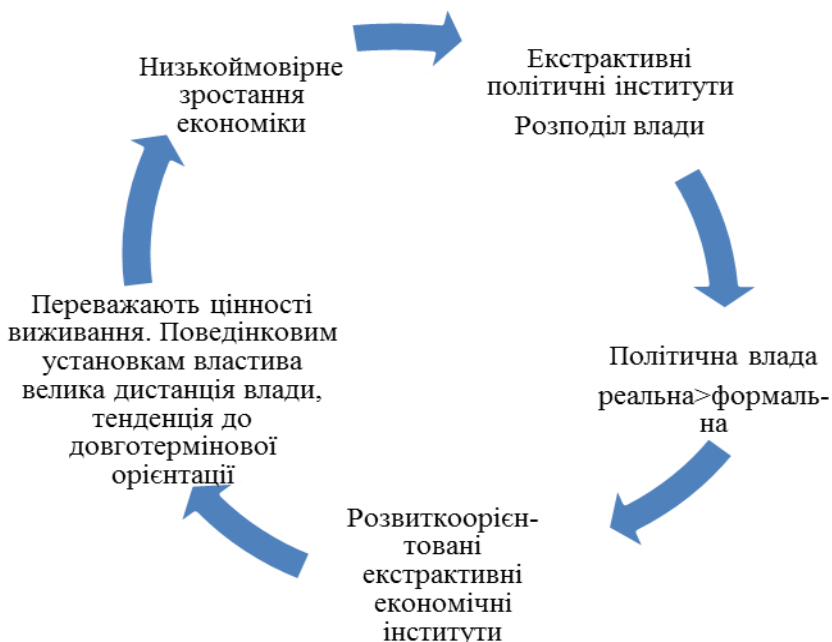 Низькоймовірне
зростання
економіки
Екстрактивні
політичні інститути
Розподіл влади
Політична влада
реальна>формаль-
на
Розвиткоорієн-
товані
екстрактивні
економічні
інститути
Переважають цінності
виживання. Поведінковим
установкам властива
велика дистанція влади,
тенденція до
довготермінової
орієнтації